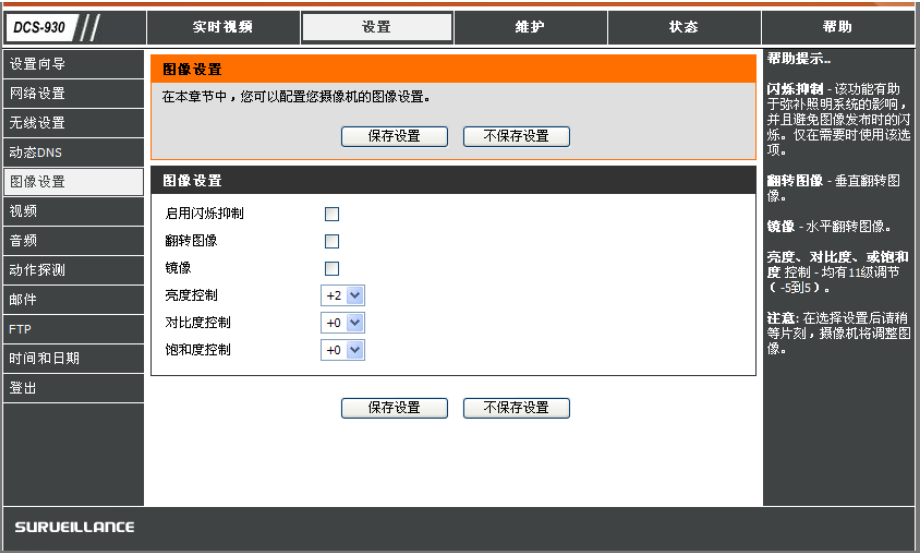 DCS-930
实时视频
设置
维护
状态
帮助
设置向导
网络设置
无线设置
动态DNS
图像设置
视频
音频
动作探测
邮件
FTP
时间和日期
登出
图像设置
在本章节中，您可以配置您摄像机的图像设置。
保存设置
不保存设置
图像设置
启用闪烁抑制
翻转图像
镜像
亮度控制
+2
对比度控制
+0
饱和度控制
+0
保存设置
不保存设置
帮助提示..
闪烁抑制 - 该功能有助
于弥补照明系统的影响，
并且避免图像发布时的闪
烁。仅在需要时使用该选
项。
翻转图像 - 垂直翻转图
像。
镜像 - 水平翻转图像。
亮度、对比度、或饱和
度 控制 - 均有11级调节
（ -5到5）。
注意: 在选择设置后请稍
等片刻，摄像机将调整图
像。
SURVEILLANCE